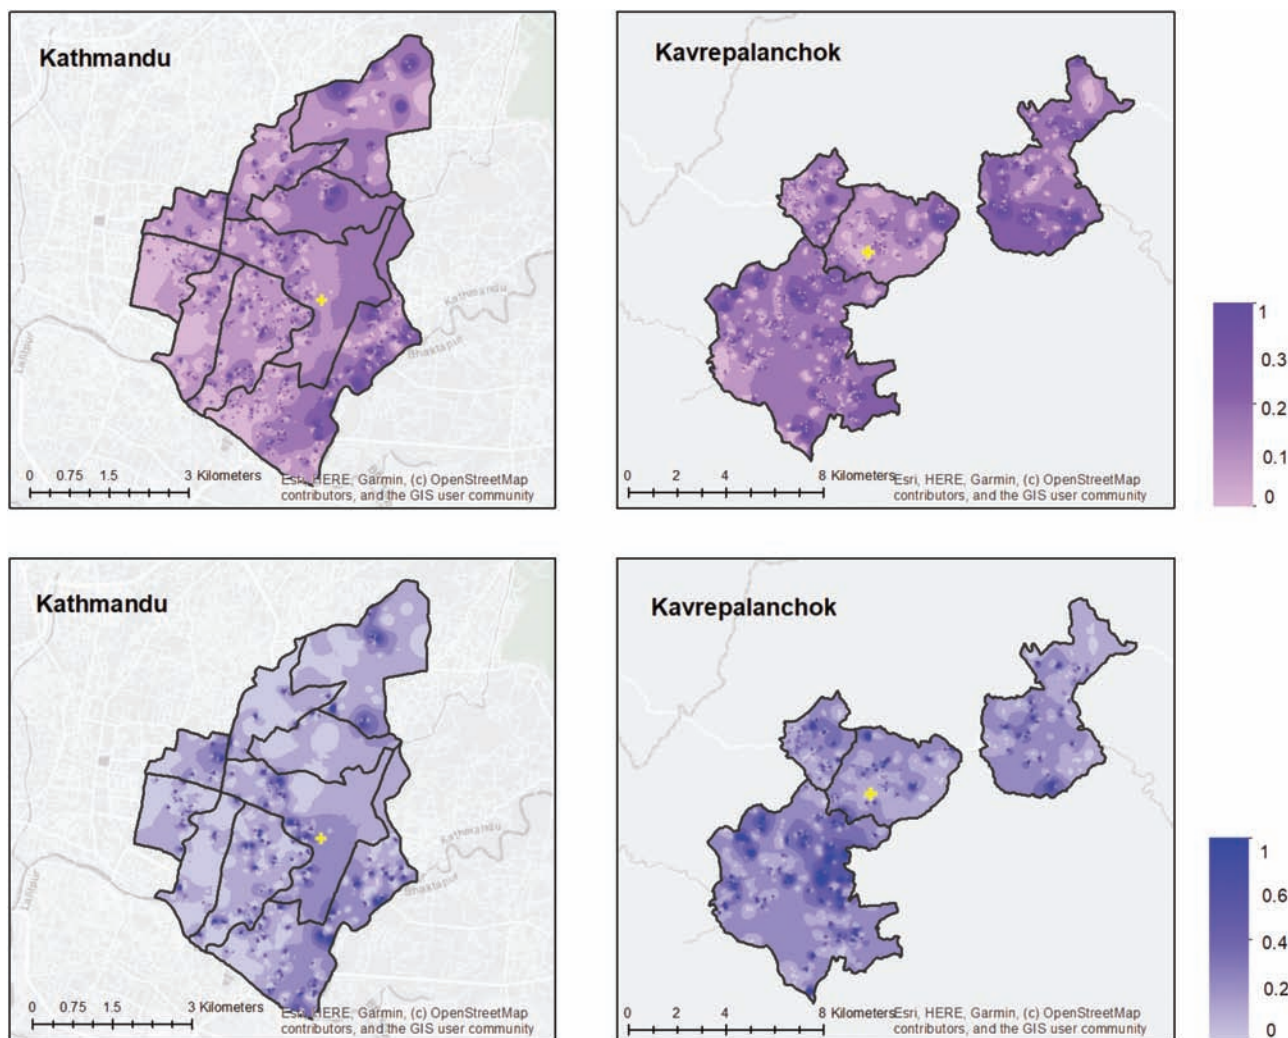 Kathmandu
Kathmandu
Lalitpur
Bhaktapur
0 0.75 1.5 3 Kilometers
Esri, HERE, Garmin, (c) OpenStreetMap
contributors, and the GIS user community
Kavrepalanchok
0 2 4 8 Kilometers
Esri, HERE, Garmin, (c) OpenStreetMap
contributors, and the GIS user community
1
0.3
0.2
0.1
0
Kathmandu
Kathmandu
Lalitpur
Bhaktapur
0 0.75 1.5 3 Kilometers
Esri, HERE, Garmin, (c) OpenStreetMap
contributors, and the GIS user community
Kavrepalanchok
0 2 4 8 Kilometers
Esri, HERE, Garmin, (c) OpenStreetMap
contributors, and the GIS user community
1
0.6
0.4
0.2
0